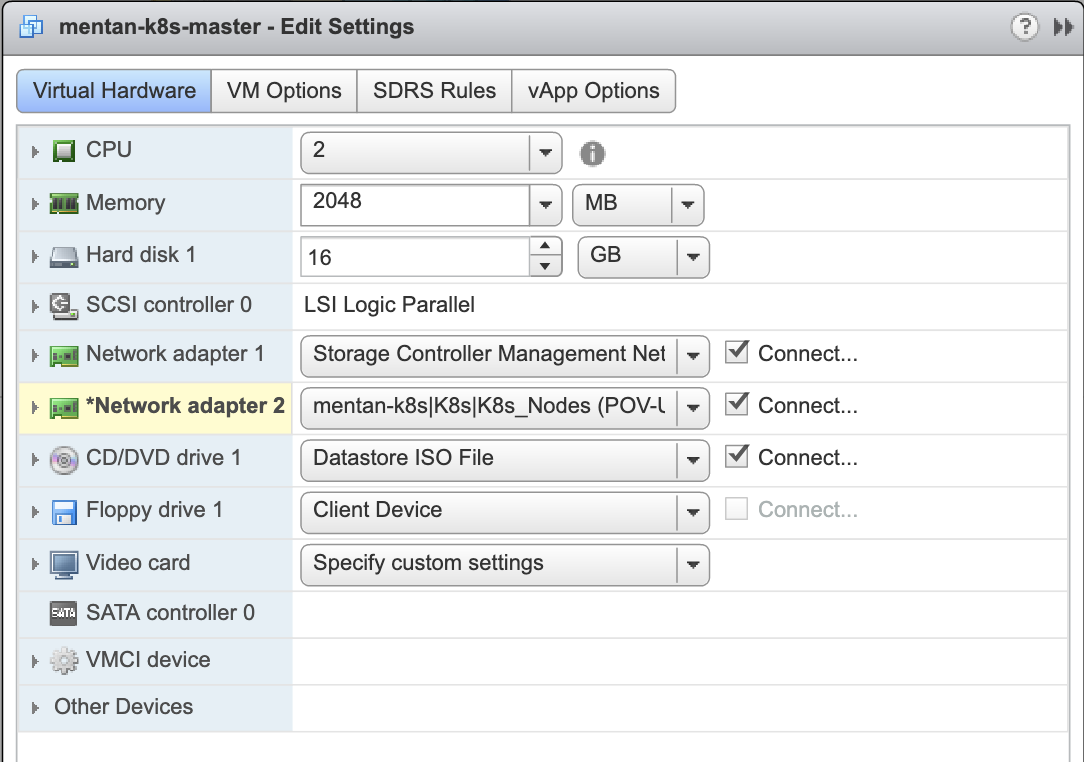 mentan-k8s-master - Edit Settings
Virtual Hardware VM Options SDRS Rules vApp Options
CPU 2
Memory 2048 MB
Hard disk 1 16 GB
SCSI controller 0 LSI Logic Parallel
Network adapter 1 Storage Controller Management Net Connect...
*Network adapter 2 mentan-k8s|K8s|K8s_Nodes (POV-U Connect...
CD/DVD drive 1 Datastore ISO File Connect...
Floppy drive 1 Client Device Connect...
Video card Specify custom settings
SATA SATA controller 0
VMCI device
Other Devices